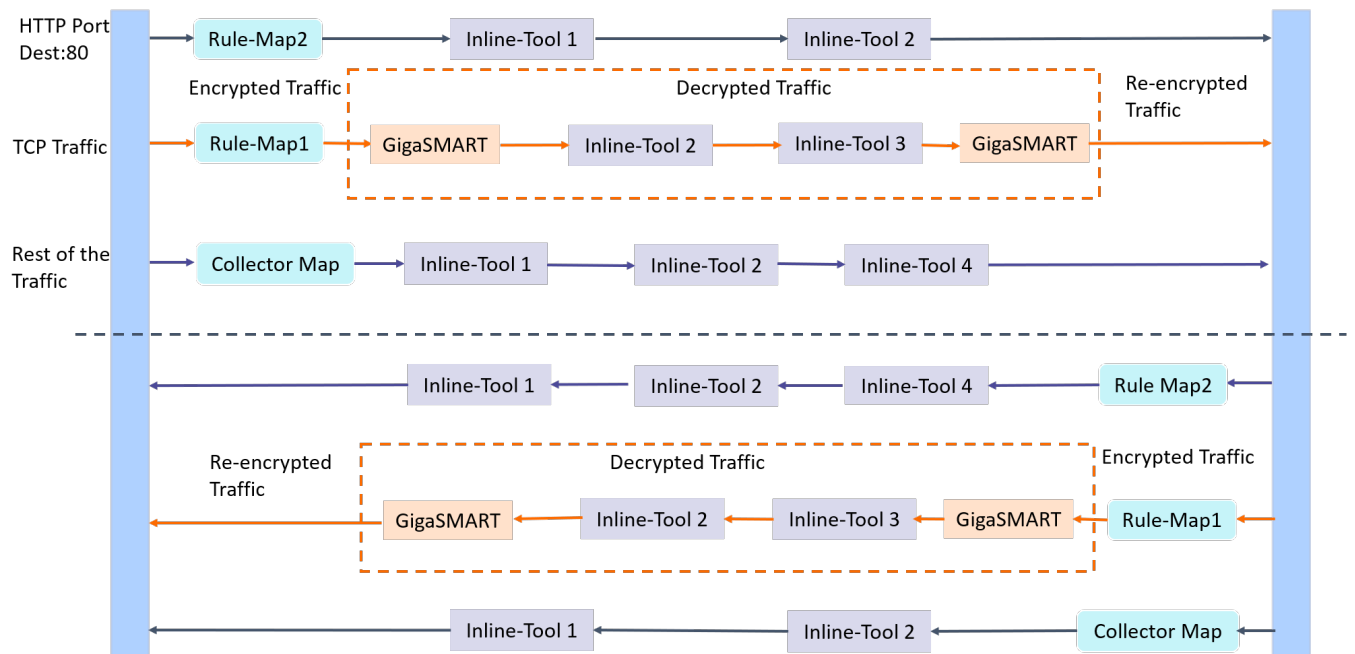 HTTP Port
Dest:80
Rule-Map2
Inline-Tool 1
Inline-Tool 2
Encrypted Traffic
Decrypted Traffic
Re-encrypted
Traffic
TCP Traffic
Rule-Map1
GigaSMART
Inline-Tool 2
Inline-Tool 3
GigaSMART
Rest of the
Traffic
Collector Map
Inline-Tool 1
Inline-Tool 2
Inline-Tool 4
Inline-Tool 1
Inline-Tool 2
Inline-Tool 4
Rule Map2
Re-encrypted
Traffic
Decrypted Traffic
Encrypted Traffic
GigaSMART
Inline-Tool 2
Inline-Tool 3
GigaSMART
Rule-Map1
Inline-Tool 1
Inline-Tool 2
Collector Map